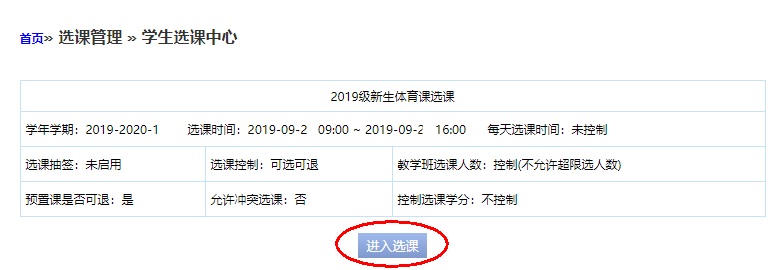 首页» 选课管理 » 学生选课中心
2019级新生体育课选课
学年学期：2019-2020-1 选课时间：2019-09-2 09:00 ~ 2019-09-2 16:00 每天选课时间：未控制
选课抽签：未启用 选课控制：可选可退 教学班选课人数：控制(不允许超限选人数)
预置课是否可退：是 允许冲突选课：否 控制选课学分：不控制
进入选课